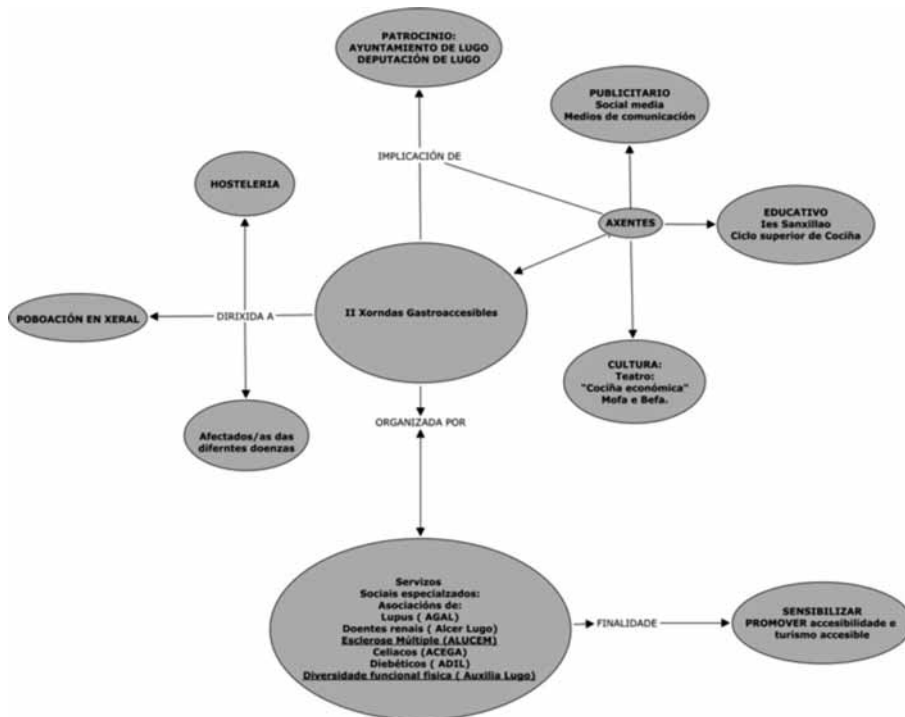 PATROCINIO:
AYUNTAMIENTO DE LUGO
DEPUTACIÓN DE LUGO
PUBLICITARIO
Social media
Medios de comunicación
IMPLICACIÓN DE
HOSTELERIA
AXENTES
EDUCATIVO
Ies Sanxillao
Ciclo superior de Cociña
II Xorndas Gastroaccesibles
POBOACIÓN EN XERAL
DIRIXIDA A
CULTURA:
Teatro:
"Cociña económica"
Mofa e Befa.
ORGANIZADA POR
Afectados/as das
diferntes doenzas
Servizos
Sociais especialzados:
Asociacións de:
Lupus ( AGAL)
Doentes renais ( Alcer Lugo)
Esclerose Múltiple (ALUCEM)
Celiacos (ACEGA)
Diebéticos ( ADIL)
Diversidade funcional física ( Auxilia Lugo)
FINALIDADE
SENSIBILIZAR
PROMOVER accesibilidade e
turismo accesible